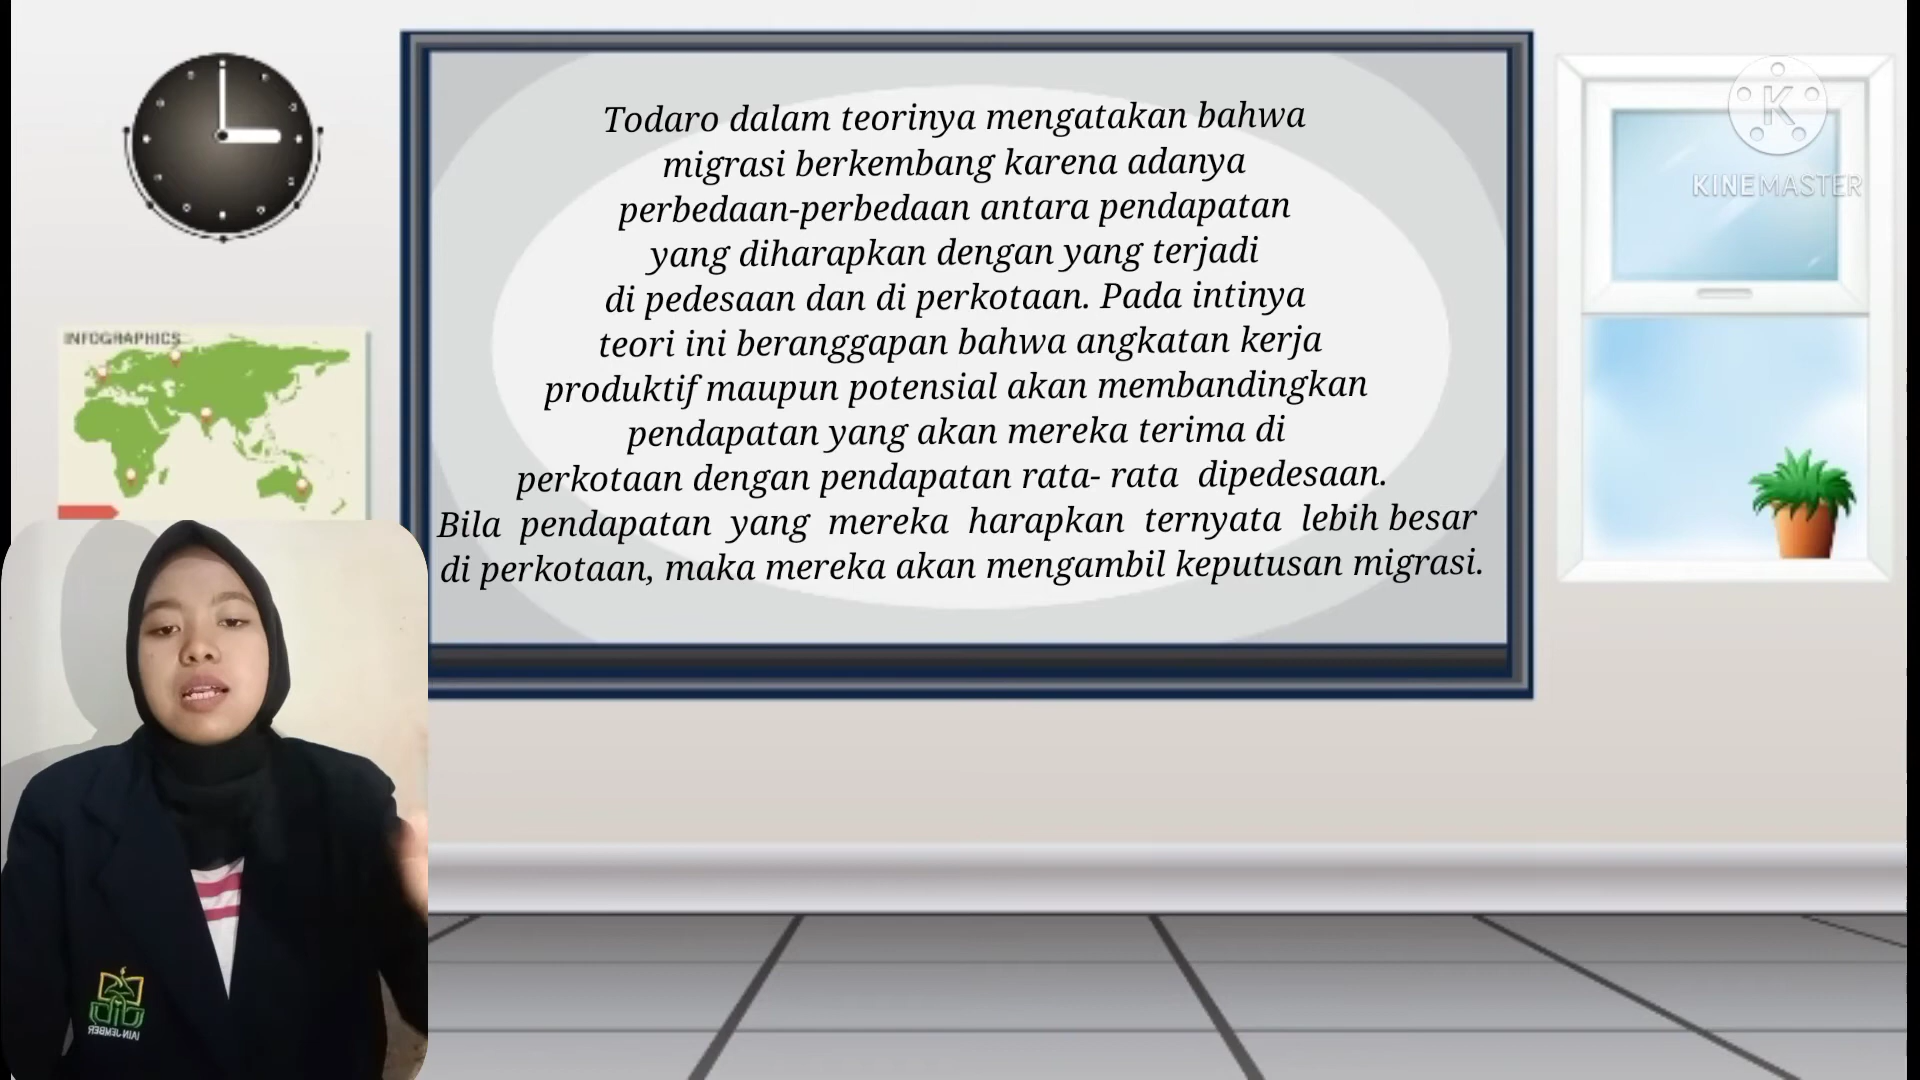 Todaro dalam teorinya mengatakan bahwa
migrasi berkembang karena adanya
perbedaan-perbedaan antara pendapatan
yang diharapkan dengan yang terjadi
di pedesaan dan di perkotaan. Pada intinya
teori ini beranggapan bahwa angkatan kerja
produktif maupun potensial akan membandingkan
pendapatan yang akan mereka terima di
perkotaan dengan pendapatan rata- rata dipedesaan.
Bila pendapatan yang mereka harapkan ternyata lebih besar
di perkotaan, maka mereka akan mengambil keputusan migrasi.
INFOGRAPHICS
K
KINEMASTER
IAIN JEMBER